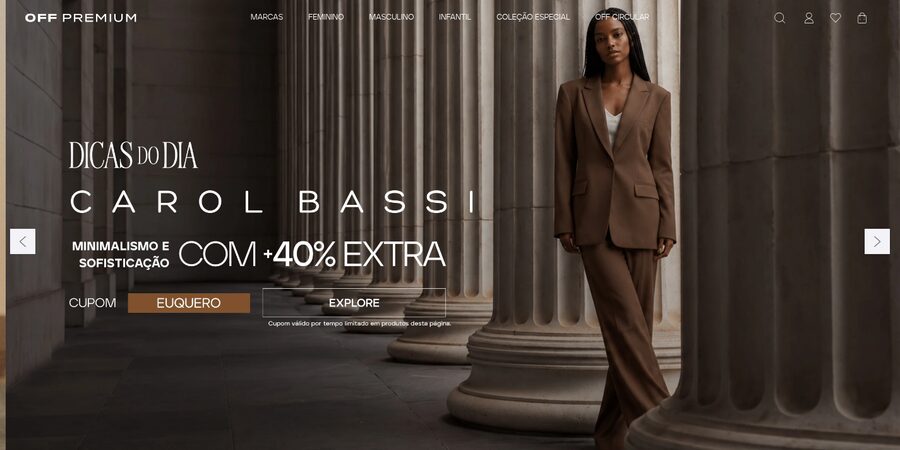 OFF PREMIUM
MARCAS FEMININO MASCULINO INFANTIL COLEÇÃO ESPECIAL OFF CIRCULAR
DICAS DO DIA
CAROL BASSI
MINIMALISMO E
SOFISTICAÇÃO
COM +40% EXTRA
CUPOM EUQUERO EXPLORE
Cupom válido por tempo limitado em produtos desta página.